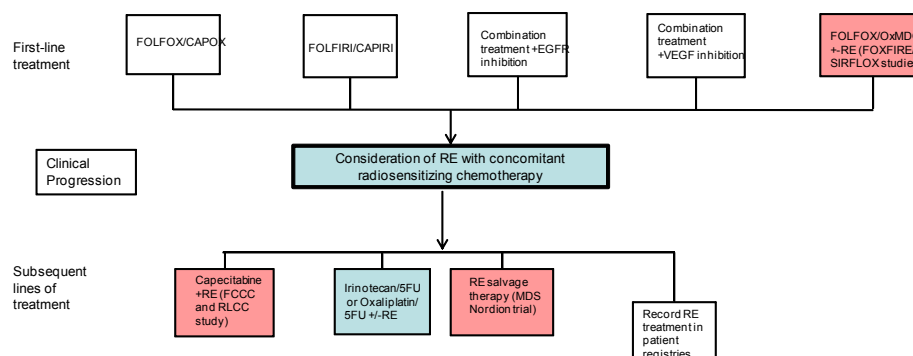 First-line
treatment
FOLFOX/CAPOX
FOLFIRI/CAPIRI
Combination
treatment +EGFR
inhibition
Combination
treatment
+VEGF inhibition
FOLFOX/OxMD
+-RE (FOXFIRE/
SIRFLOX studie
Clinical
Progression
Consideration of RE with concomitant
radiosensitizing chemotherapy
Subsequent
lines of
treatment
Capecitabine
+RE (FCCC
and RLCC
study)
Irinotecan/5FU
or Oxaliplatin/
5FU +/-RE
RE salvage
therapy (MDS
Nordion trial)
Record RE
treatment in
patient
registries